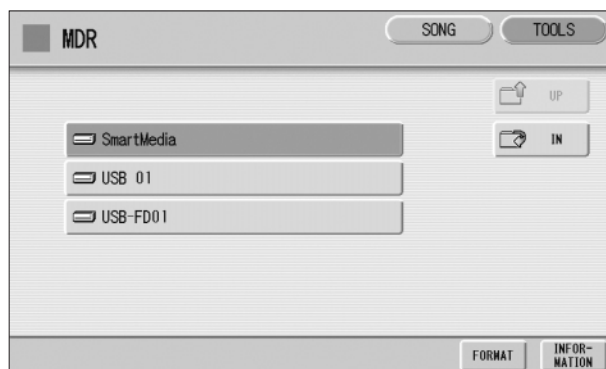 MDR
SONG
TOOLS
UP
SmartMedia
IN
USB 01
USB-FD01
FORMAT
INFOR-
MATION